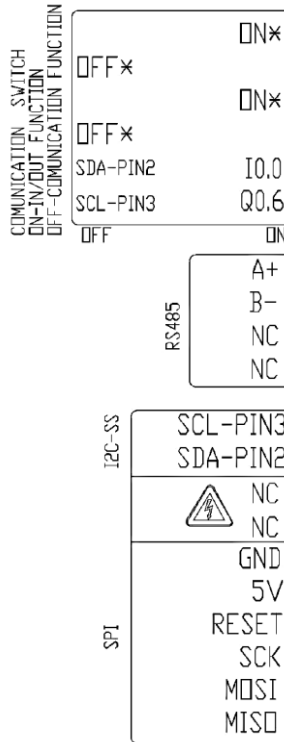 COMUNICATION SWITCH
ON-IN/OUT FUNCTION
OFF-COMUNICATION FUNCTION
ON*
OFF*
ON*
OFF*
SDA-PIN2 I0.0
SCL-PIN3 Q0.6
OFF ON
RS485
A+
B-
NC
NC
I2C-SS
SCL-PIN3
SDA-PIN2
NC
NC
SPI
GND
5V
RESET
SCK
MOSI
MISO